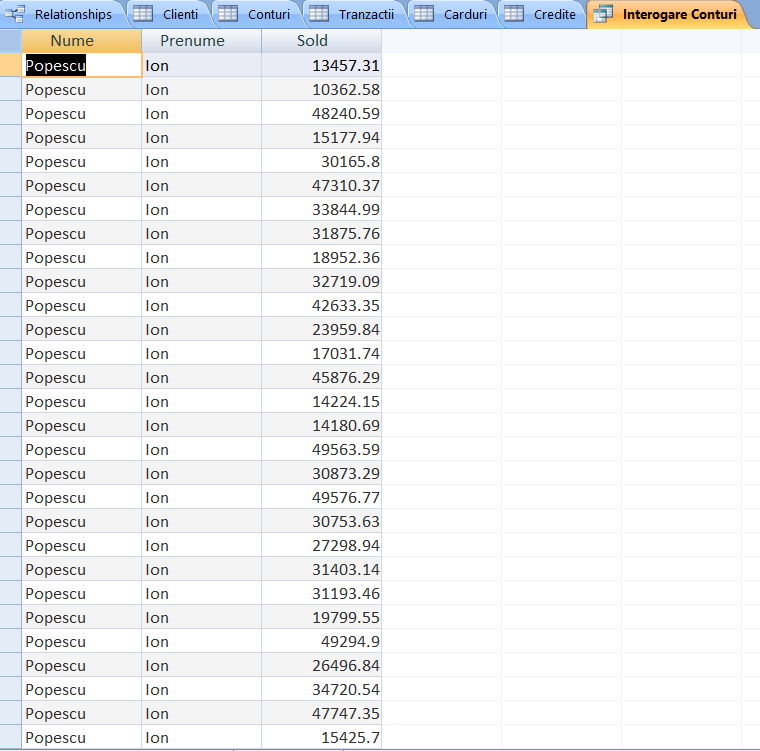 Relationships Clienti Conturi Tranzactii Carduri Credite Interogare Conturi
Nume Prenume Sold
Popescu Ion 13457.31
Popescu Ion 10362.58
Popescu Ion 48240.59
Popescu Ion 15177.94
Popescu Ion 30165.8
Popescu Ion 47310.37
Popescu Ion 33844.99
Popescu Ion 31875.76
Popescu Ion 18952.36
Popescu Ion 32719.09
Popescu Ion 42633.35
Popescu Ion 23959.84
Popescu Ion 17031.74
Popescu Ion 45876.29
Popescu Ion 14224.15
Popescu Ion 14180.69
Popescu Ion 49563.59
Popescu Ion 30873.29
Popescu Ion 49576.77
Popescu Ion 30753.63
Popescu Ion 27298.94
Popescu Ion 31403.14
Popescu Ion 31193.46
Popescu Ion 19799.55
Popescu Ion 49294.9
Popescu Ion 26496.84
Popescu Ion 34720.54
Popescu Ion 47747.35
Popescu Ion 15425.7